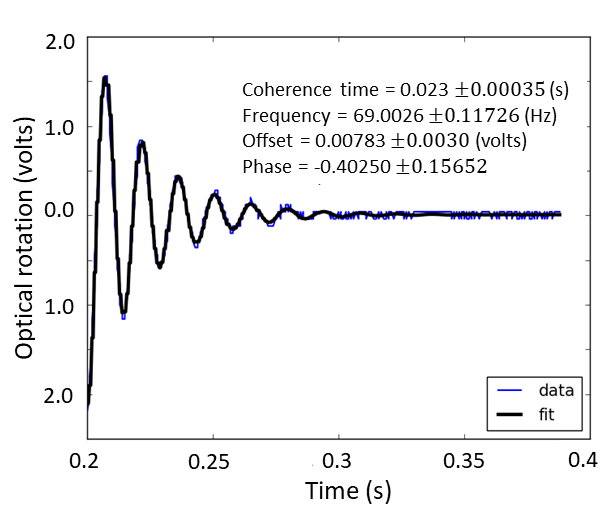 2.0
1.0
0.0
1.0
2.0
Optical rotation (volts)
Coherence time = 0.023 ±0.00035 (s)
Frequency = 69.0026 ±0.11726 (Hz)
Offset = 0.00783 ±0.0030 (volts)
Phase = -0.40250 ±0.15652
data
fit
0.2 0.25 0.3 0.35 0.4
Time (s)